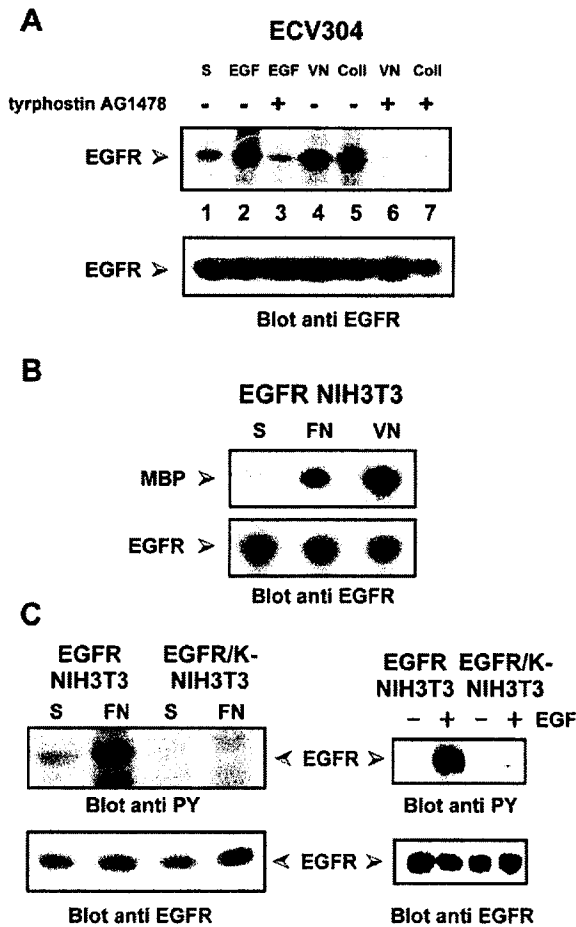 A
ECV304
S EGF EGF VN Coll VN Coll
tyrphostin AG1478 - - + - - + +
EGFR
1 2 3 4 5 6 7
EGFR
Blot anti EGFR
B
EGFR NIH3T3
S FN VN
MBP
EGFR
Blot anti EGFR
C
EGFR EGFR/K-
NIH3T3 NIH3T3
S FN S FN
EGFR EGFR/K-
NIH3T3 NIH3T3
- + - + EGF
EGFR
Blot anti PY Blot anti PY
EGFR
Blot anti EGFR Blot anti EGFR